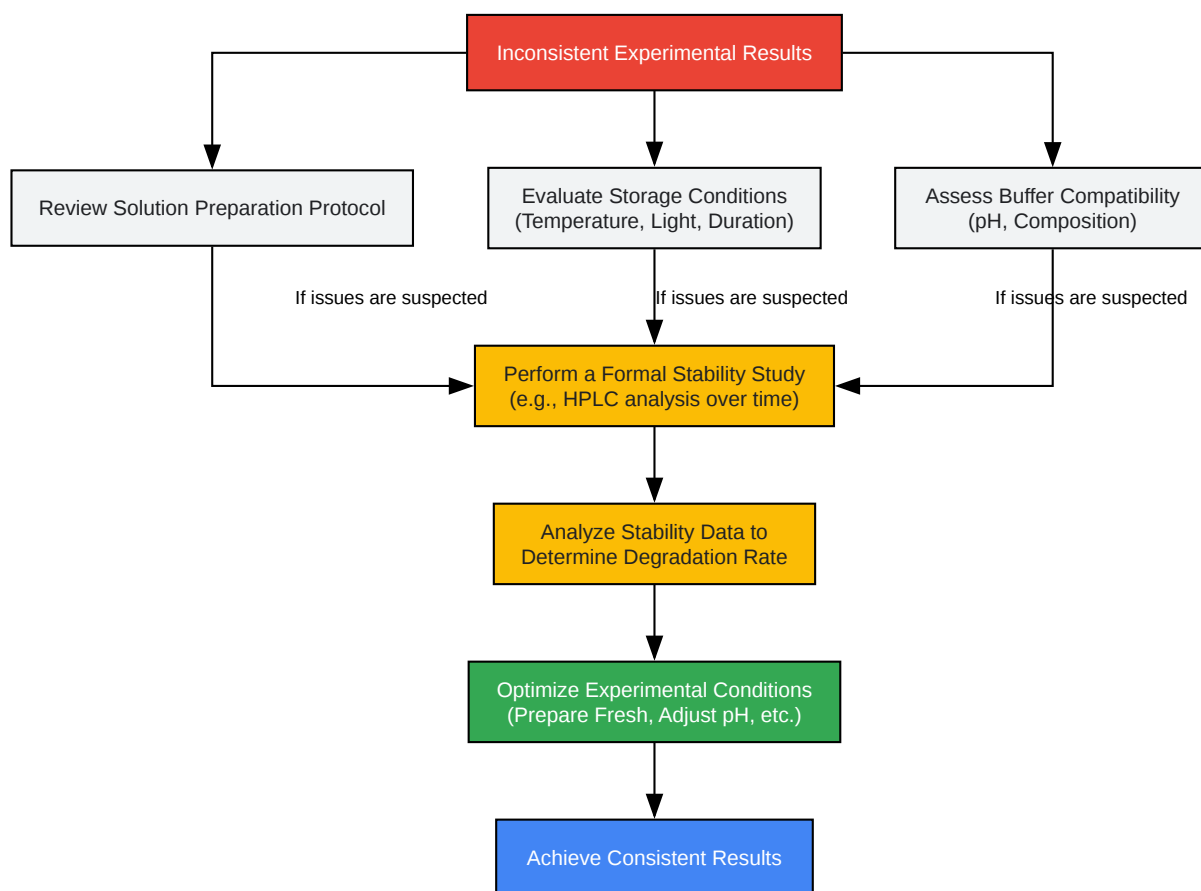 Inconsistent Experimental Results
Review Solution Preparation Protocol
Evaluate Storage Conditions
(Temperature, Light, Duration)
Assess Buffer Compatibility
(pH, Composition)
If issues are suspected
If issues are suspected
If issues are suspected
Perform a Formal Stability Study
(e.g., HPLC analysis over time)
Analyze Stability Data to
Determine Degradation Rate
Optimize Experimental Conditions
(Prepare Fresh, Adjust pH, etc.)
Achieve Consistent Results